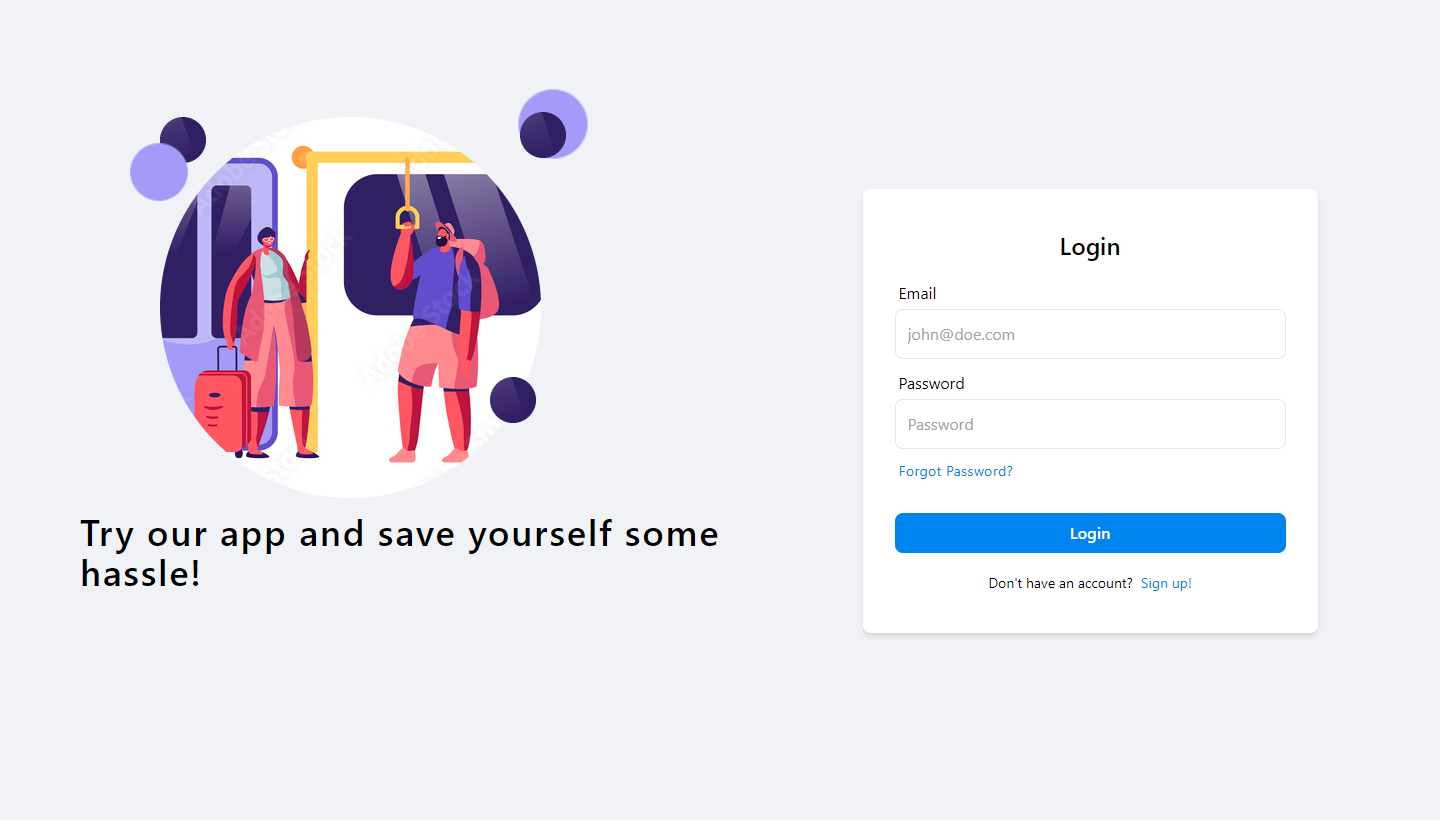 Try our app and save yourself some
hassle!
Login
Email
john@doe.com
Password
Password
Forgot Password?
Login
Don't have an account? Sign up!